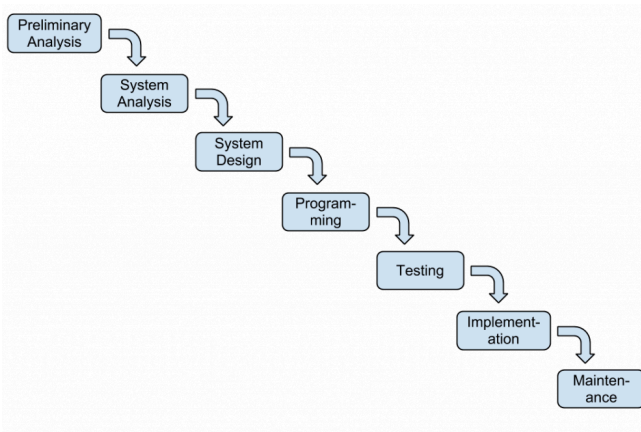 Preliminary
Analysis
System
Analysis
System
Design
Program-
ming
Testing
Implement-
ation
Mainten-
ance